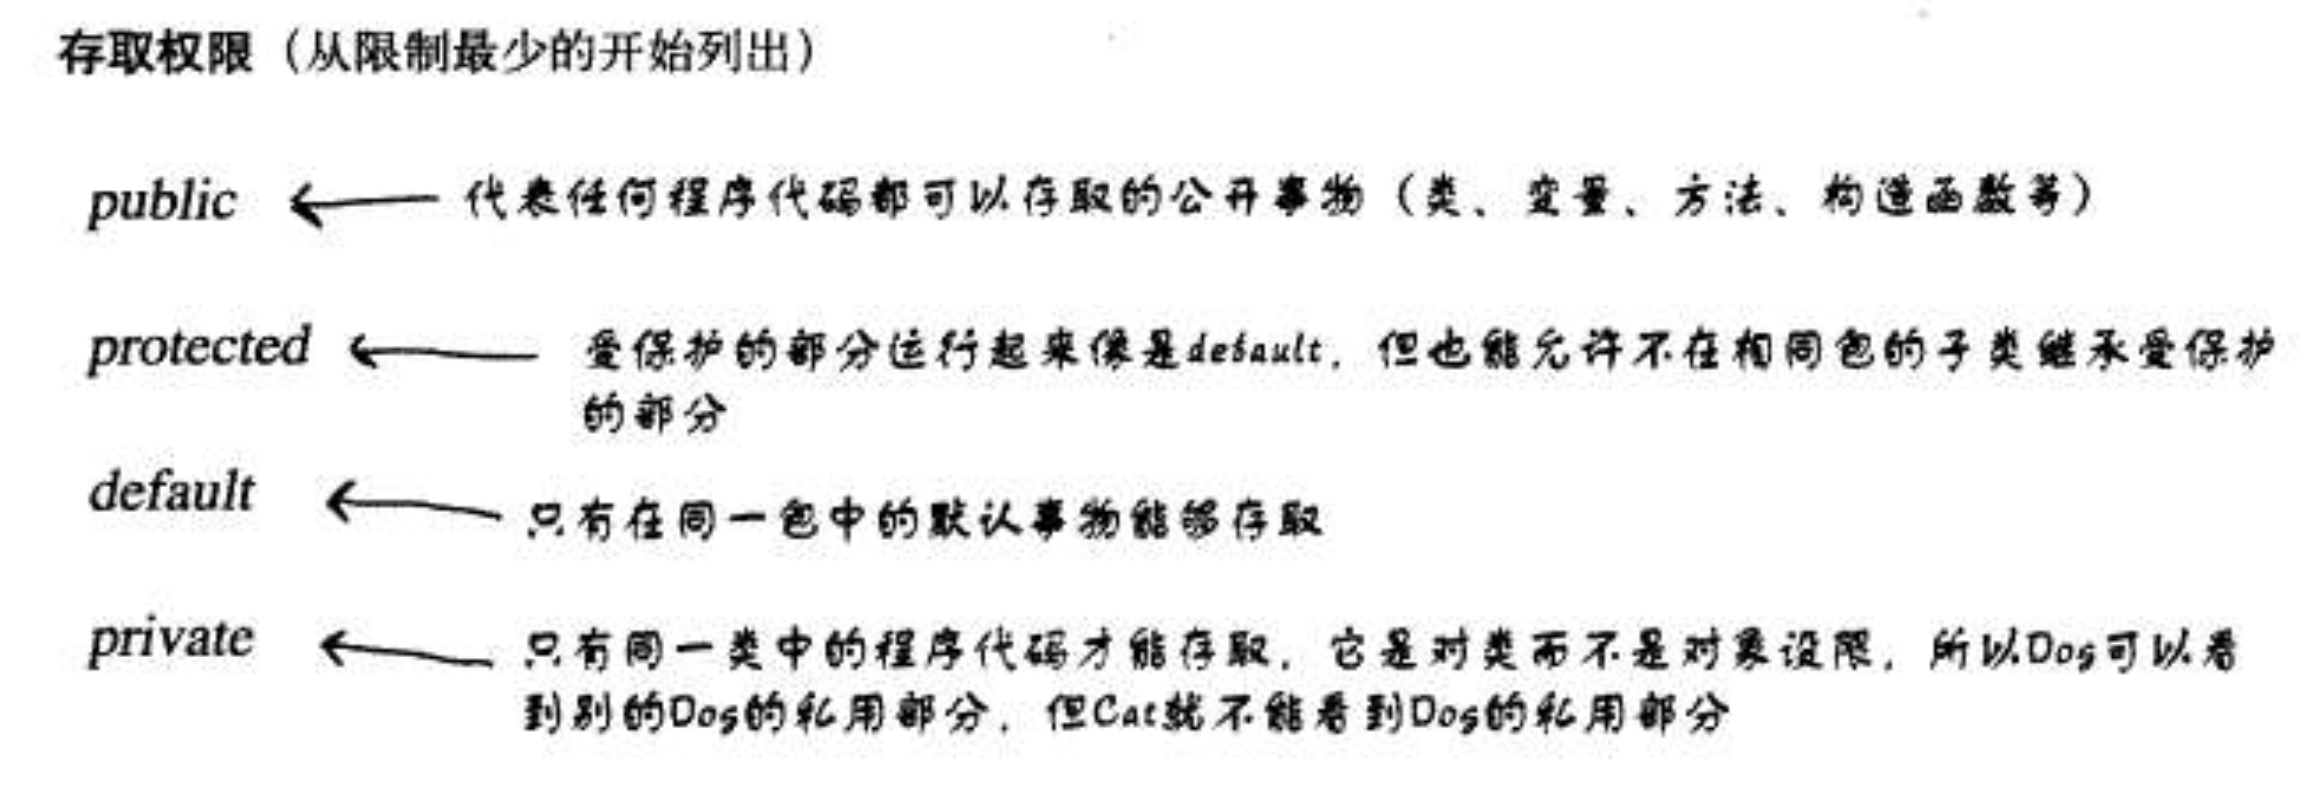 存取权限（从限制最少的开始列出）
public 代表任何程序代码都可以存取的公开事物（类、变量、方法、构造函数等）
protected 受保护的部分运行起来像是default，但也能允许不在相同包的子类继承受保护
的部分
default 只有在同一包中的默认事物能够存取
private 只有同一类中的程序代码才能存取，它是对类而不是对象设限，所以Dog可以看
到别的Dog的私用部分，但Cat就不能看到Dog的私用部分